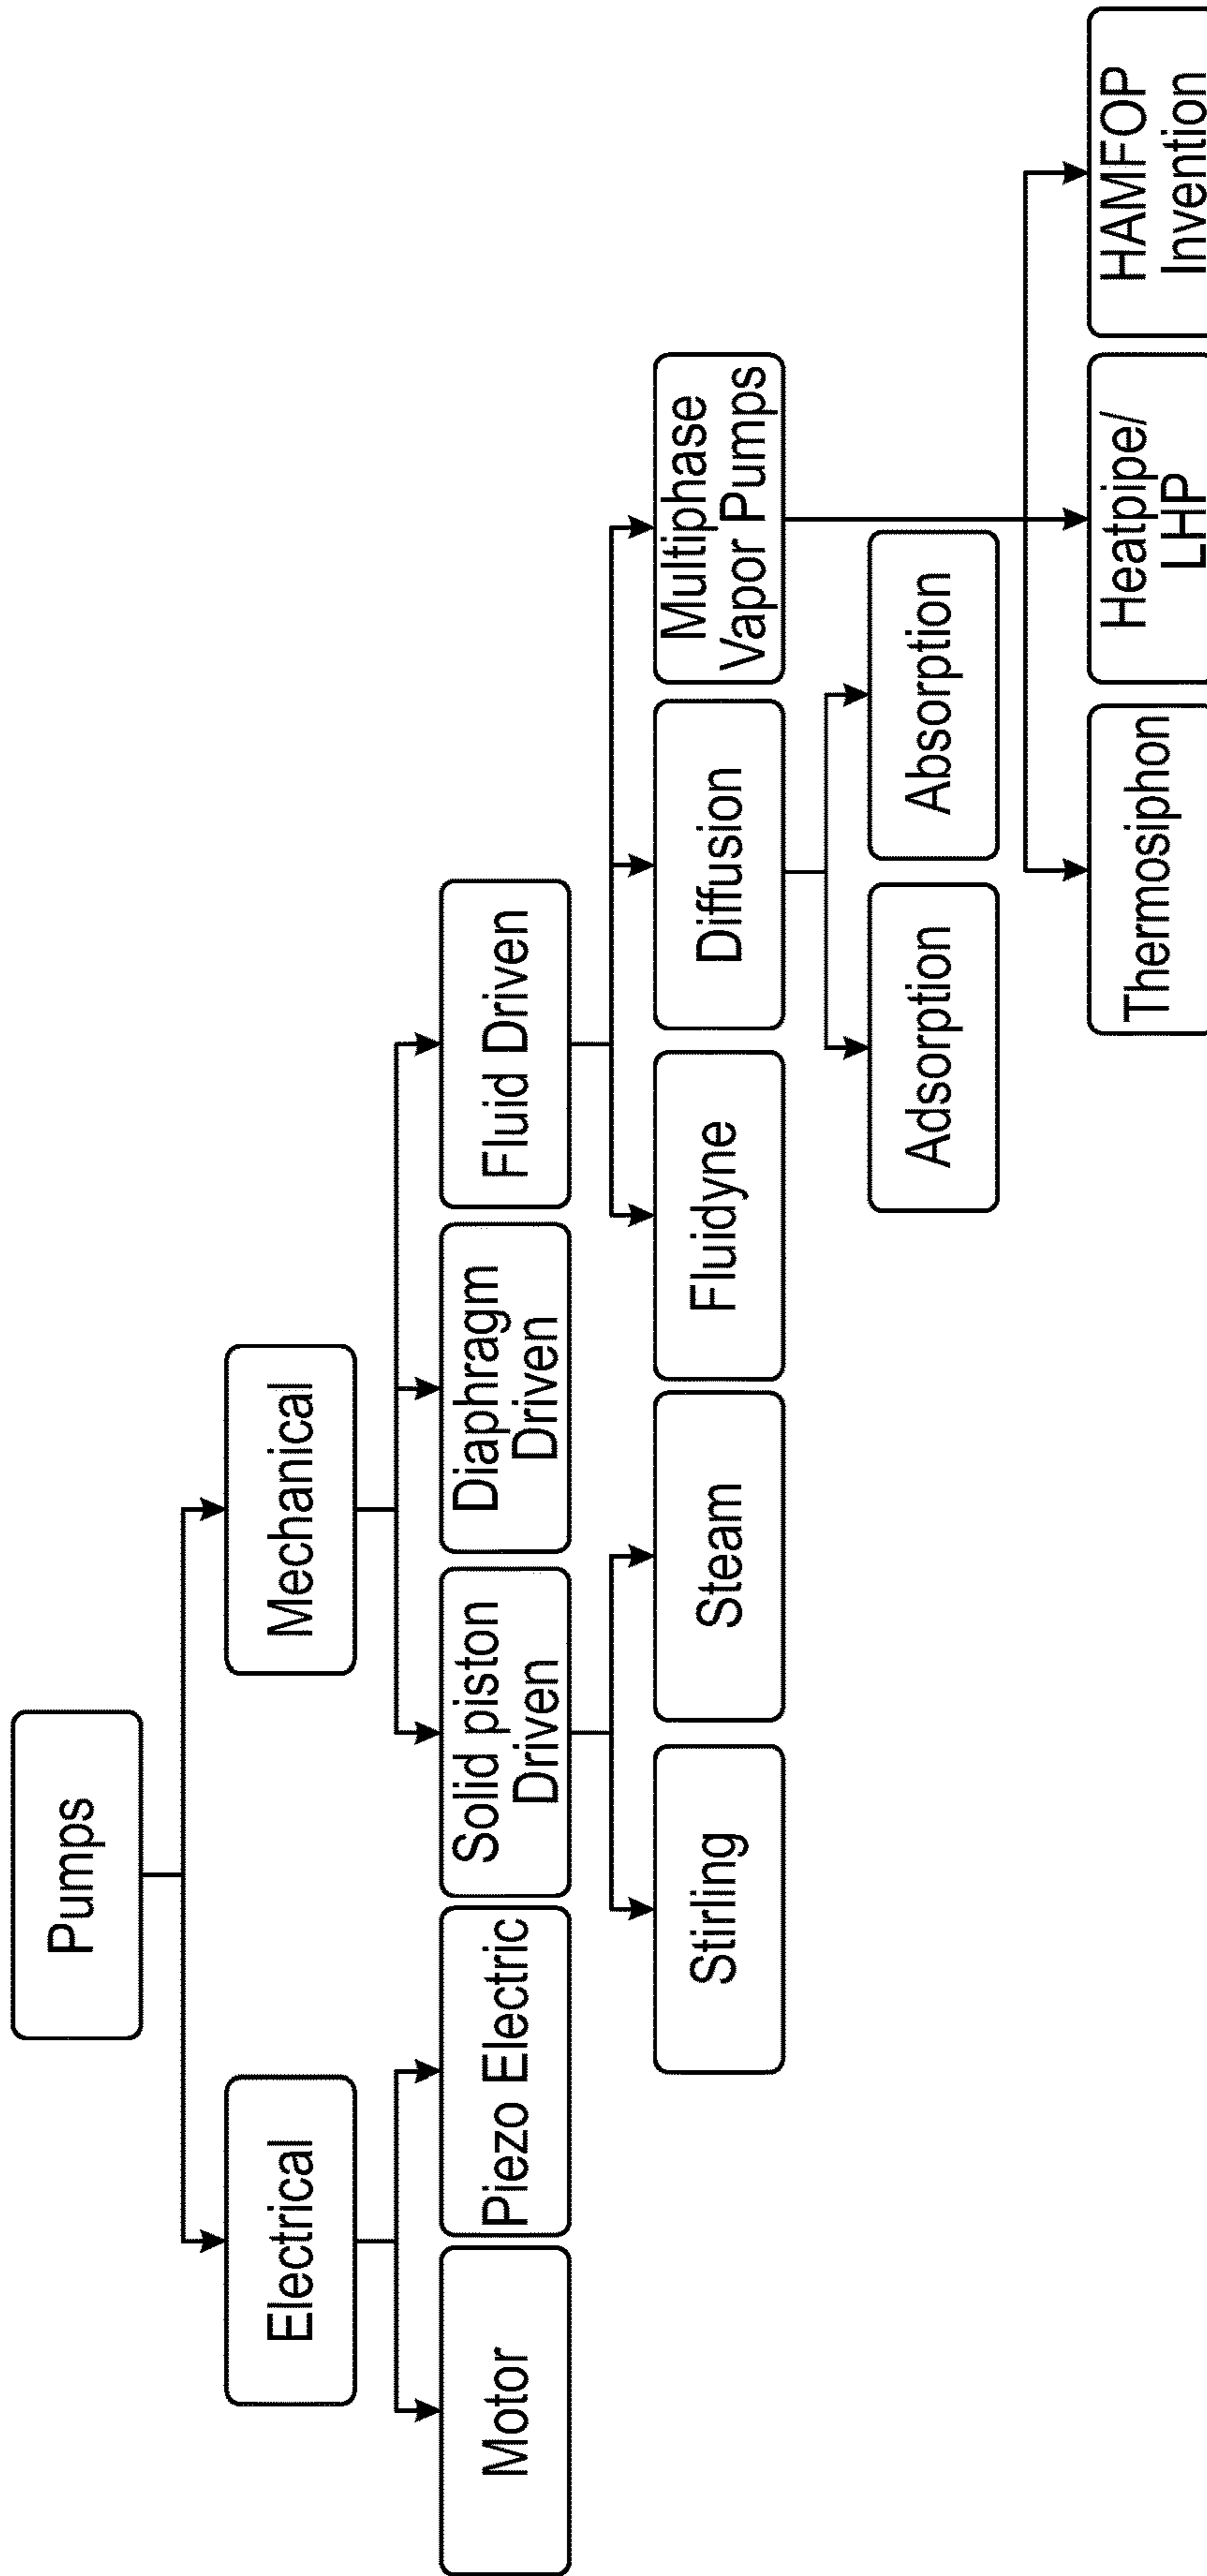 Pumps
Electrical
Mechanical
Motor
Piezo Electric
Solid piston
Driven
Diaphragm
Driven
Fluid Driven
Stirling
Steam
Fluidyne
Diffusion
Multiphase
Vapor Pumps
Adsorption
Absorption
Thermosiphon
Heatpipe/
LHP
HAMFOP
Invention